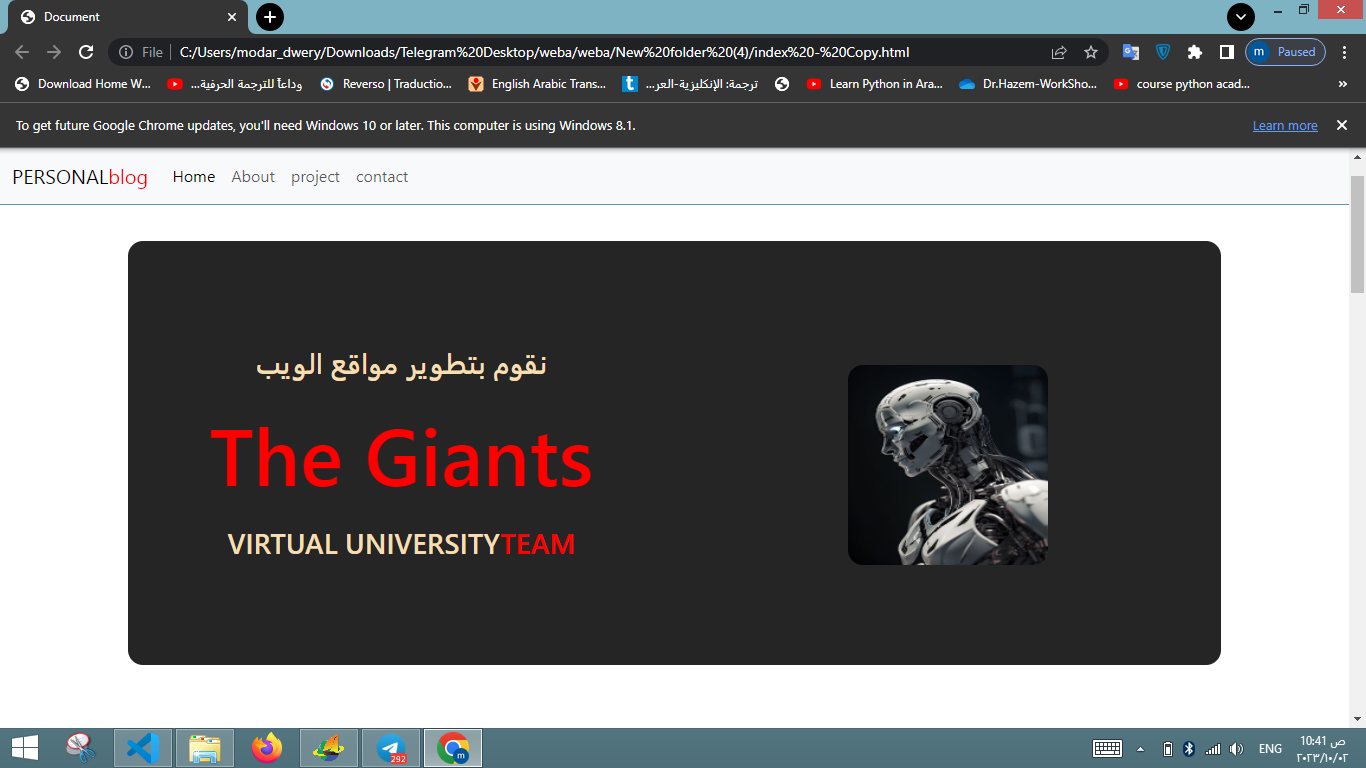 Document
File
C:/Users/modar_dwery/Downloads/Telegram%20Desktop/weba/weba/New%20folder%20(4)/index%20-%20Copy.html
m Paused
Download Home W...
وداعاً للترجمة الحرفية...
Reverso | Traductio...
English Arabic Trans...
ترجمة: الإنكليزية-العر...
Learn Python in Ara...
Dr.Hazem-WorkSho...
course python acad...
»
To get future Google Chrome updates, you'll need Windows 10 or later. This computer is using Windows 8.1.
Learn more
PERSONALblog
Home
About
project
contact
نقوم بتطوير مواقع الويب
The Giants
VIRTUAL UNIVERSITYTEAM
292
m
ENG
10:41 ص
٢٠٢٣/١٠/٠٢